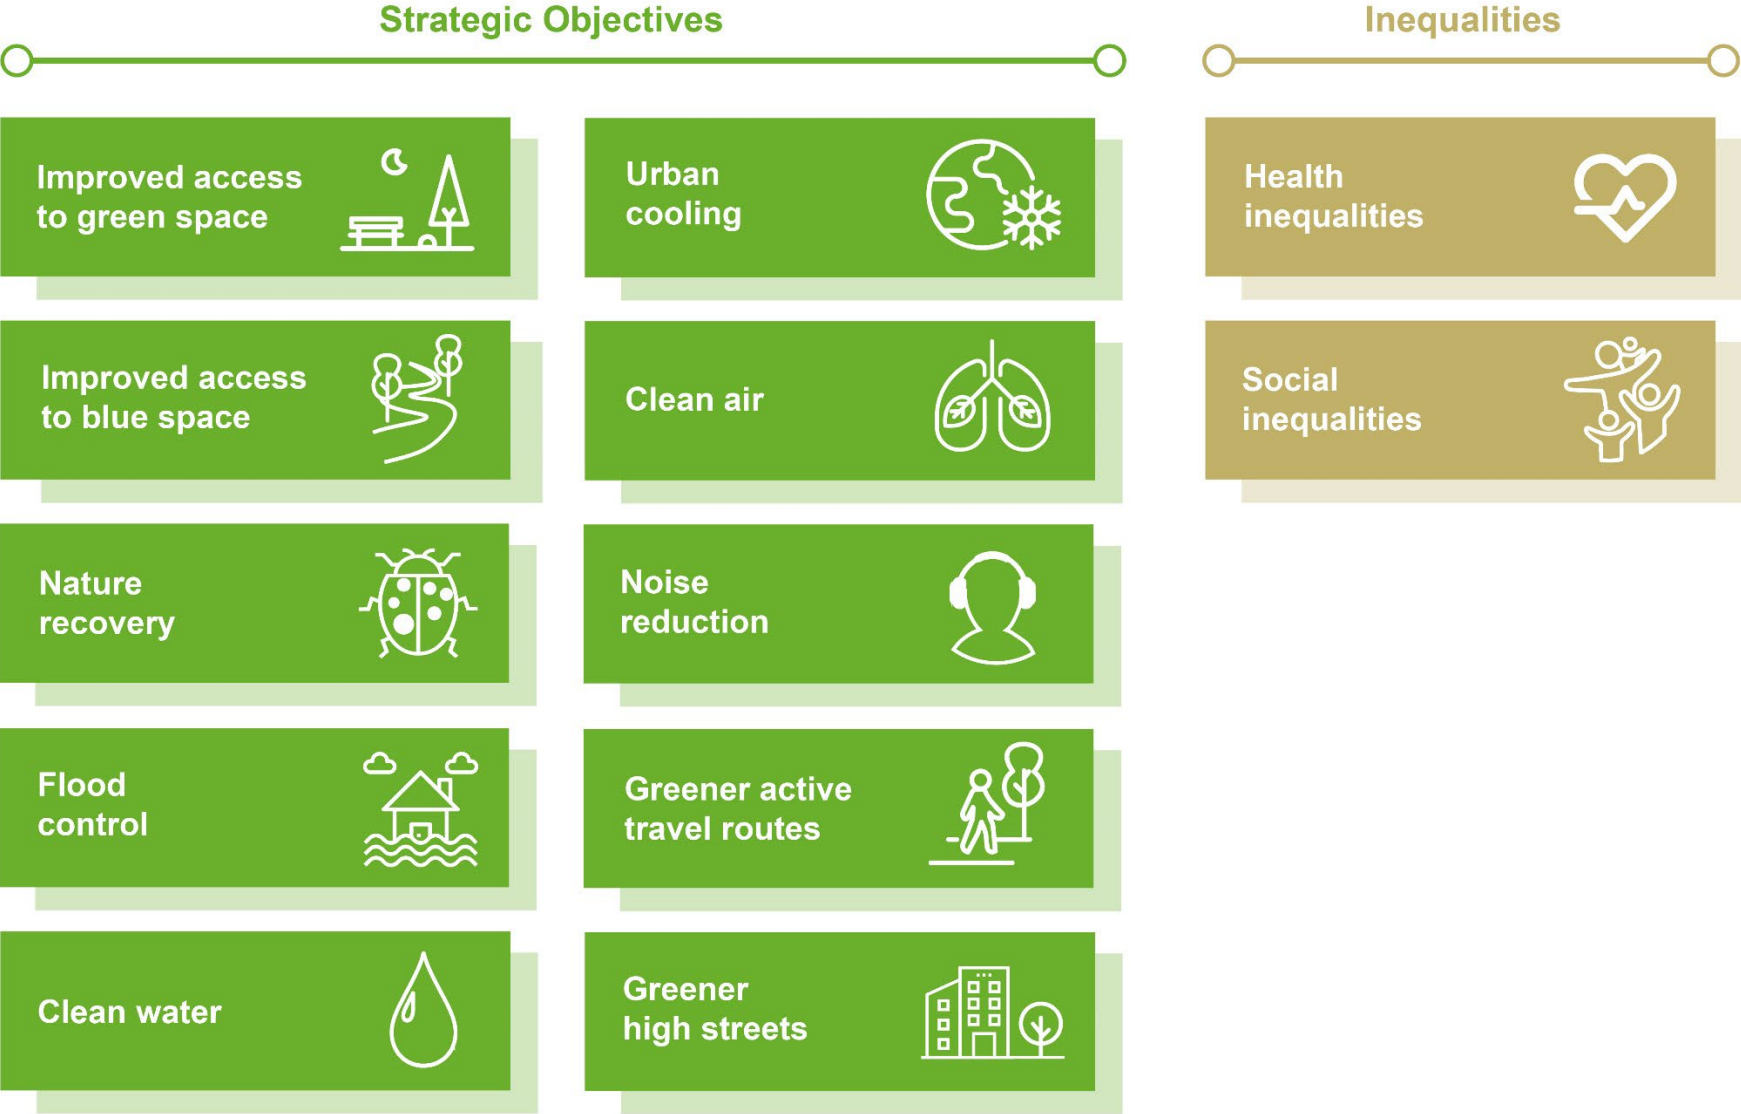 Strategic Objectives
Inequalities
Improved access
to green space
Urban
cooling
Health
inequalities
Improved access
to blue space
Clean air
Social
inequalities
Nature
recovery
Noise
reduction
Flood
control
Greener active
travel routes
Clean water
Greener
high streets